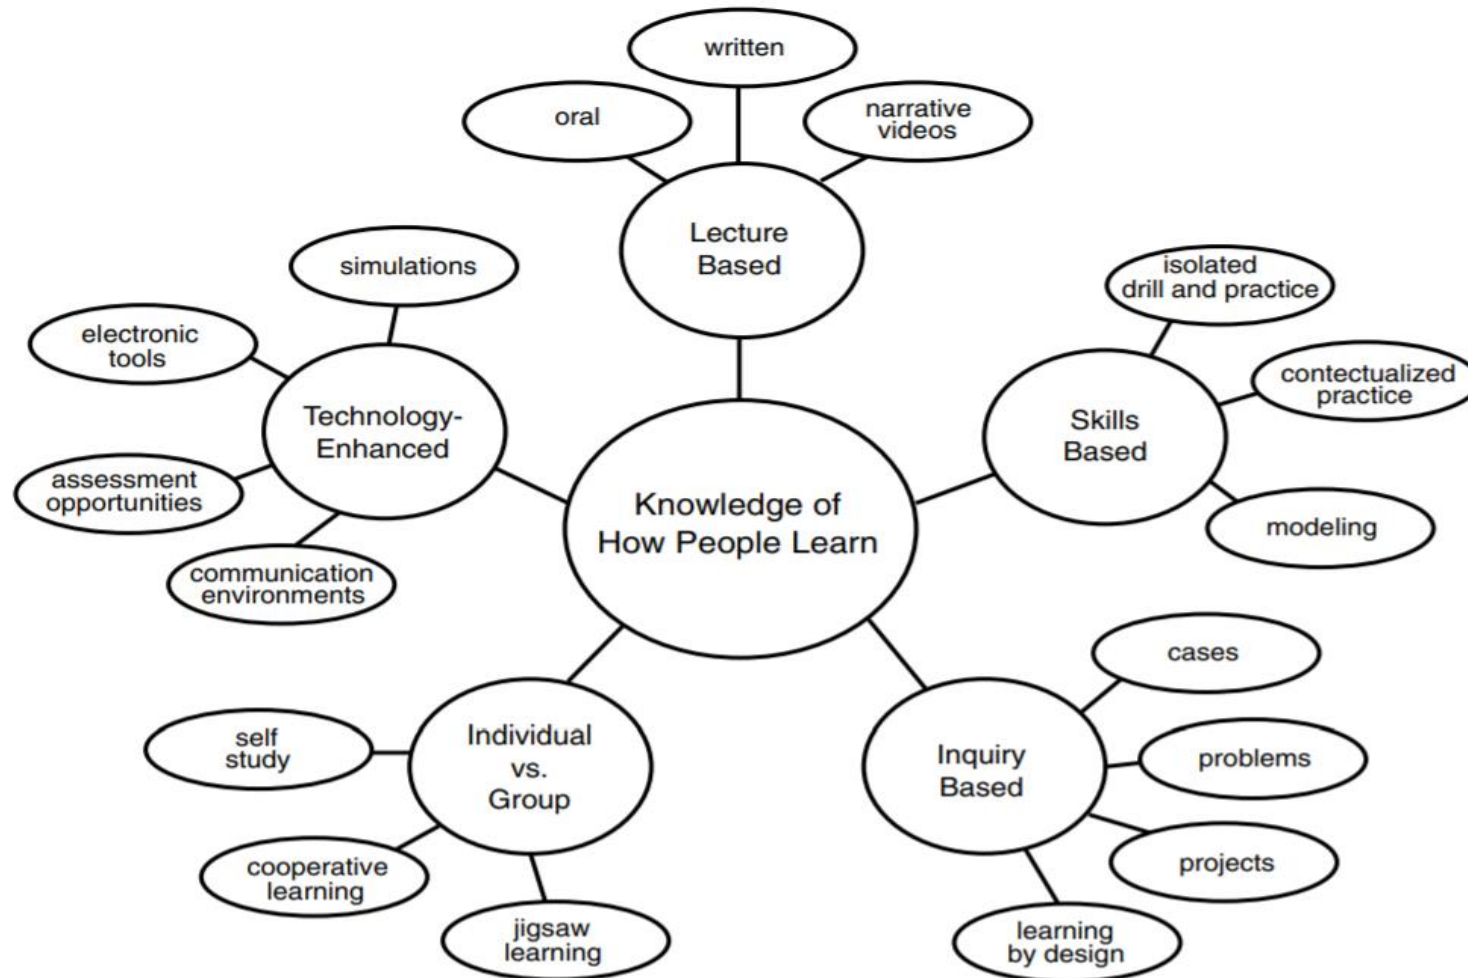 written
oral
narrative
videos
Lecture
Based
simulations
electronic
tools
Technology-
Enhanced
assessment
opportunities
communication
environments
isolated
drill and practice
contectualized
practice
Skills
Based
modeling
Knowledge of
How People Learn
cases
problems
Inquiry
Based
projects
learning
by design
Individual
vs.
Group
self
study
cooperative
learning
jigsaw
learning